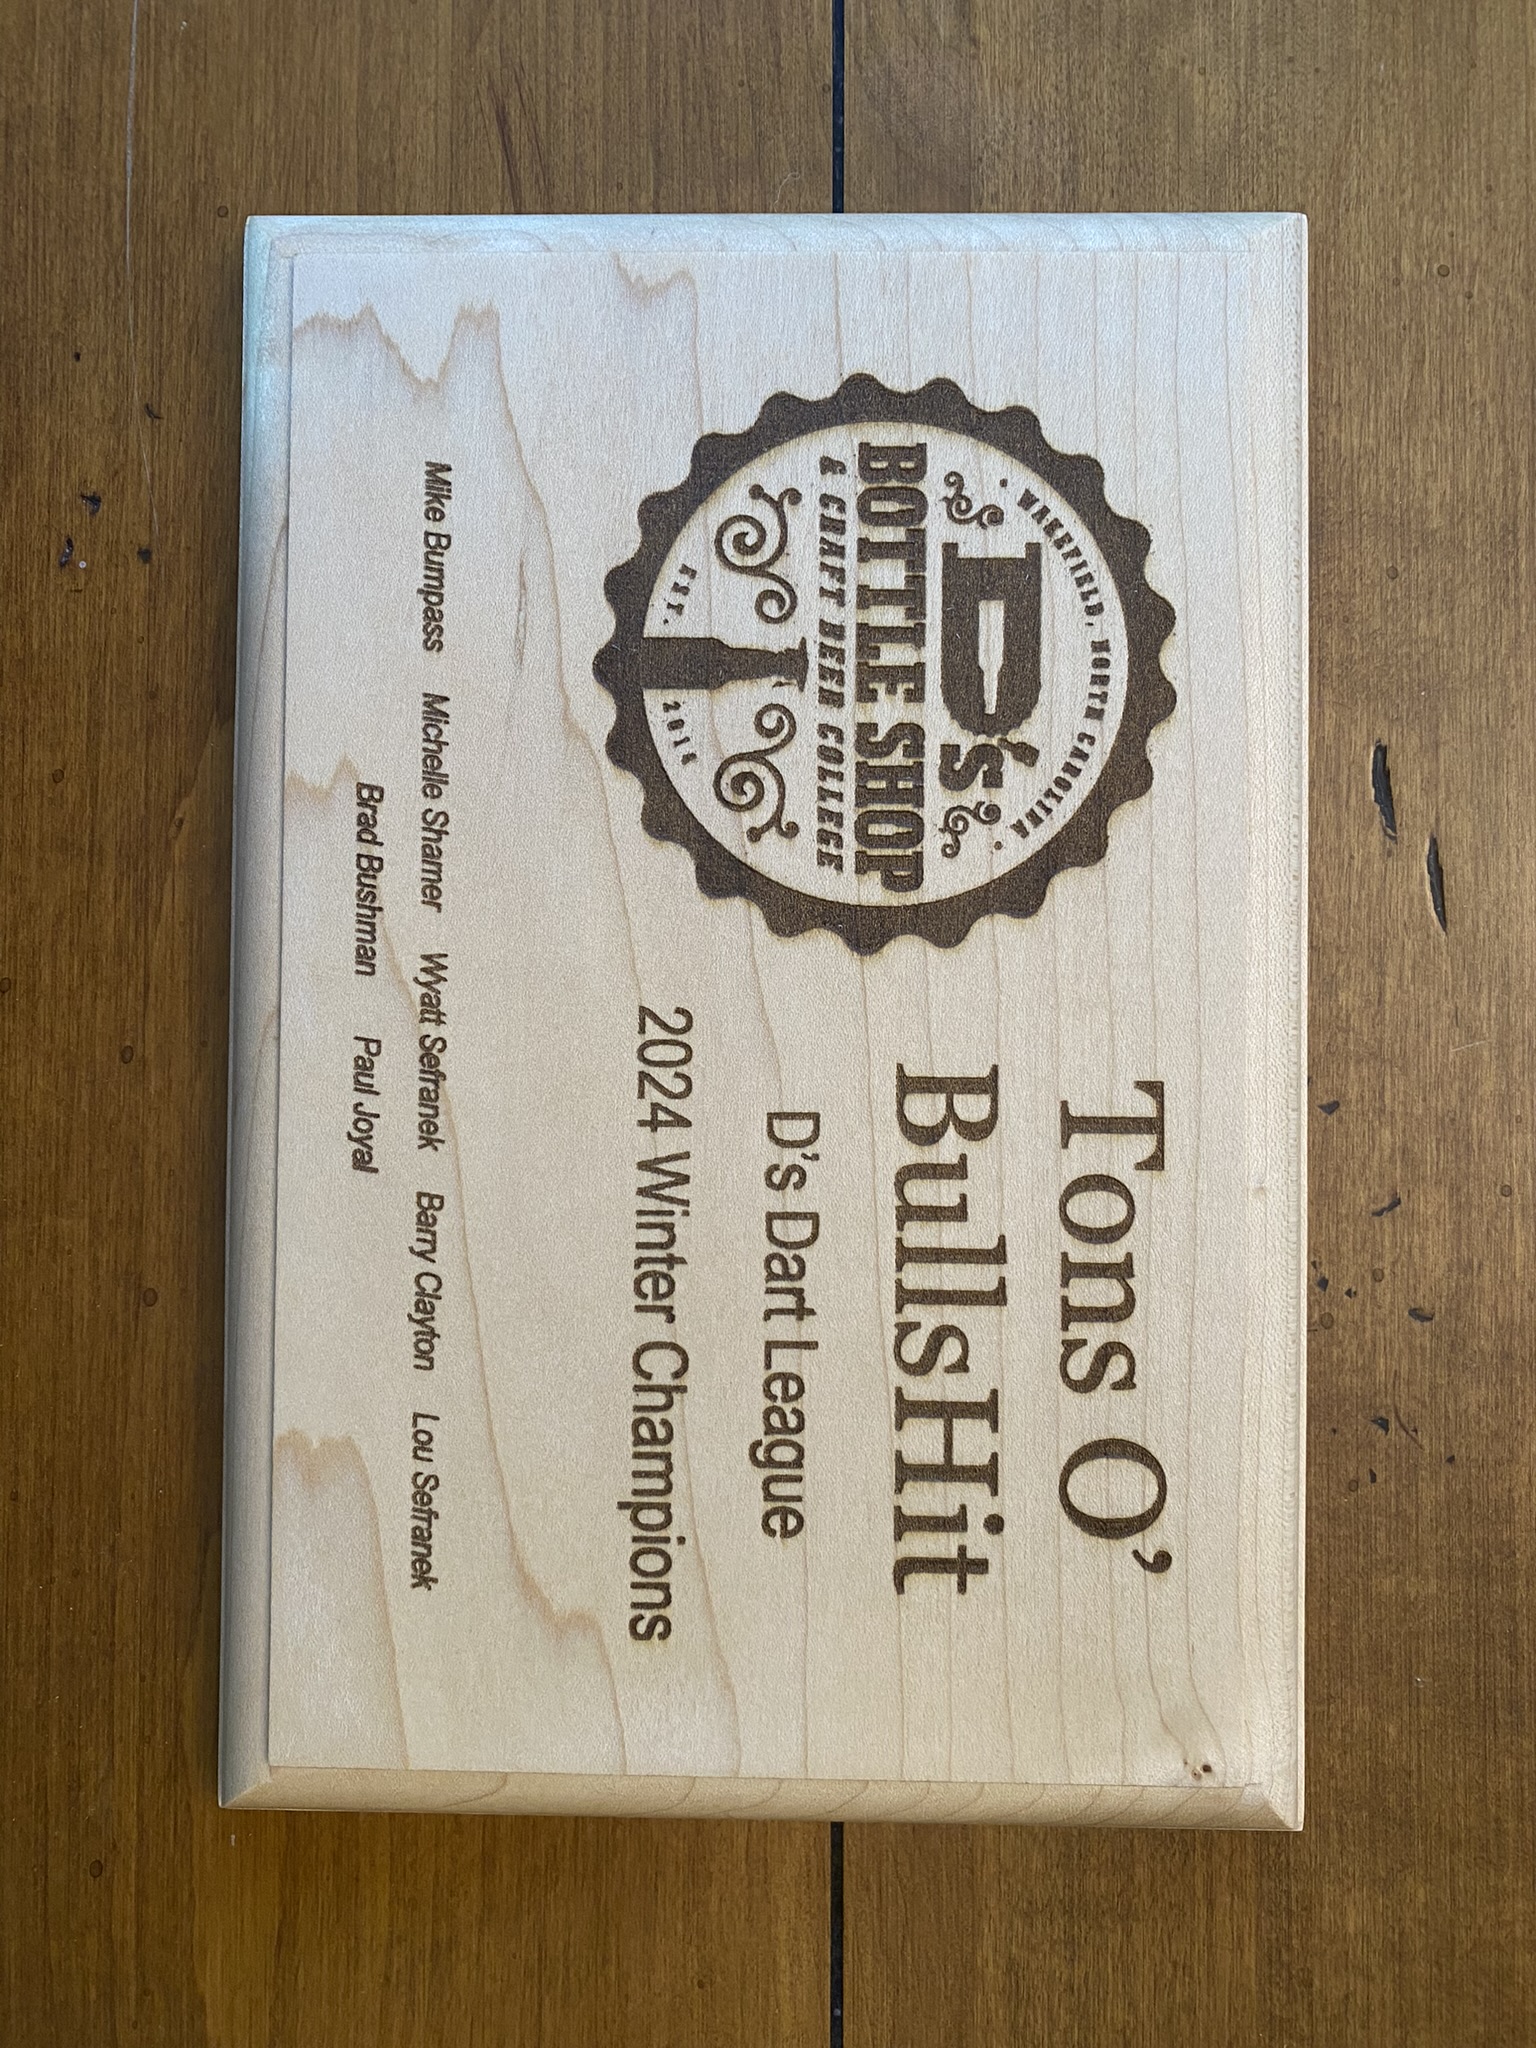 · WAKEFIELD, NORTH CAROLINA ·
D's
BOTTLE SHOP
& CRAFT BEER COLLEGE
EST. 2014
Tons O’
BullsHit
D’s Dart League
2024 Winter Champions
Mike Bumpass Michelle Shamer Wyatt Sefranek Barry Clayton Lou Sefranek
Brad Bushman Paul Joyal